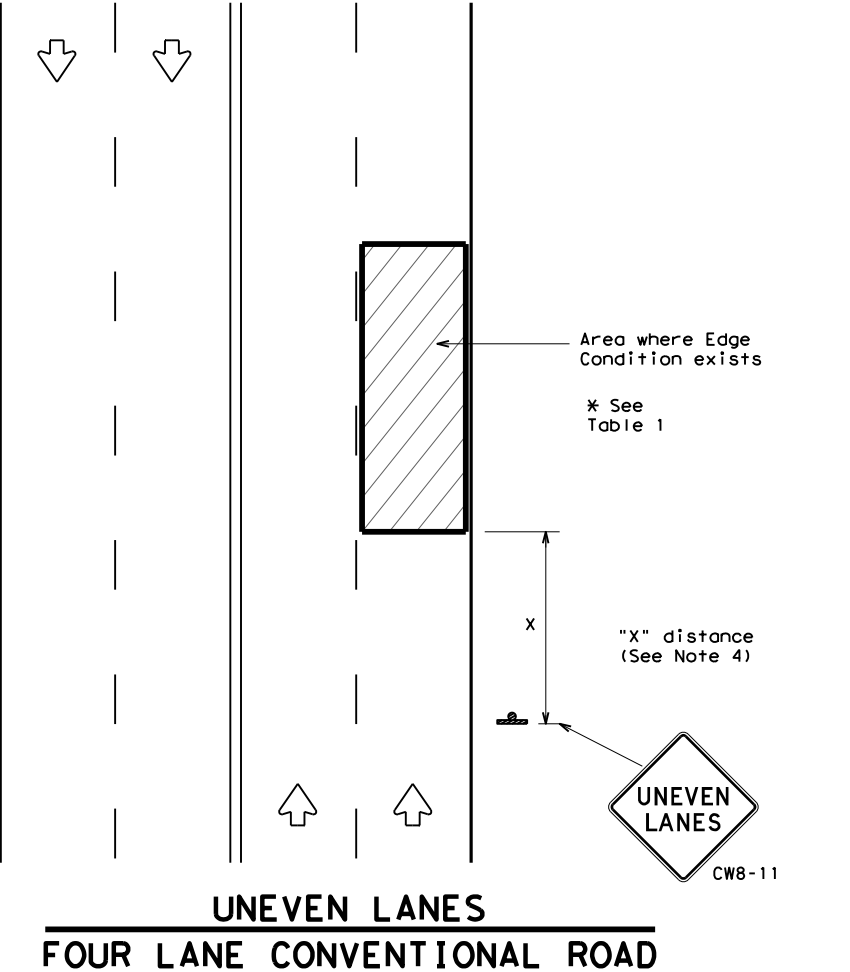 Area where Edge
Condition exists
* See
Table 1
X
"X" distance
(See Note 4)
UNEVEN
LANES
CW8-11
UNEVEN LANES
FOUR LANE CONVENTIONAL ROAD